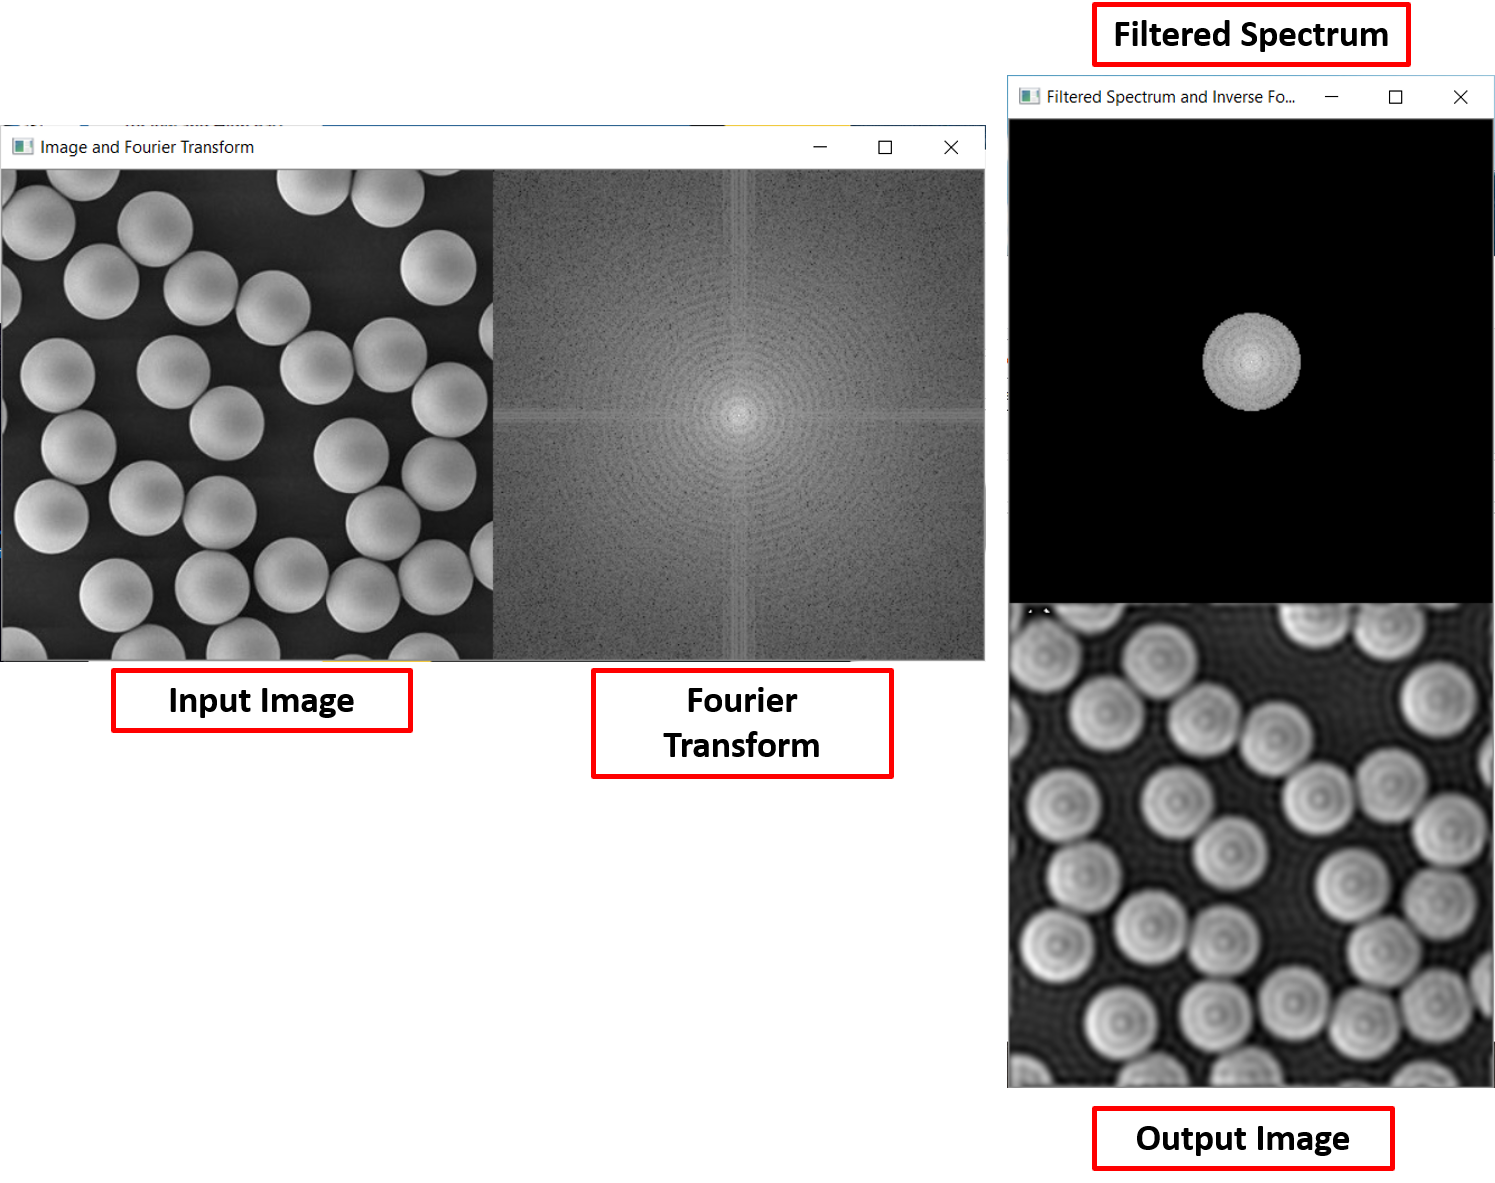 Filtered Spectrum
Filtered Spectrum and Inverse Fo...
Image and Fourier Transform
Input Image
Fourier
Transform
Output Image